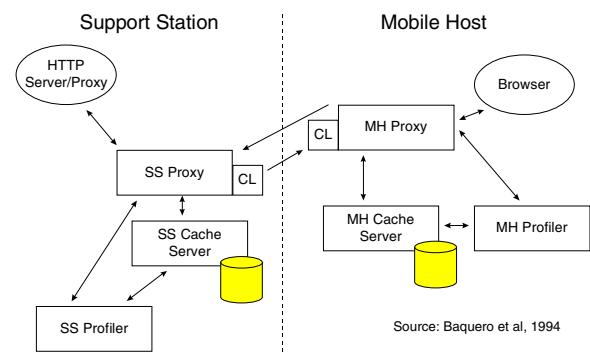 Support Station
Mobile Host
HTTP
Server/Proxy
Browser
CL
MH Proxy
SS Proxy
CL
SS Cache
Server
MH Cache
Server
MH Profiler
SS Profiler
Source: Baquero et al, 1994